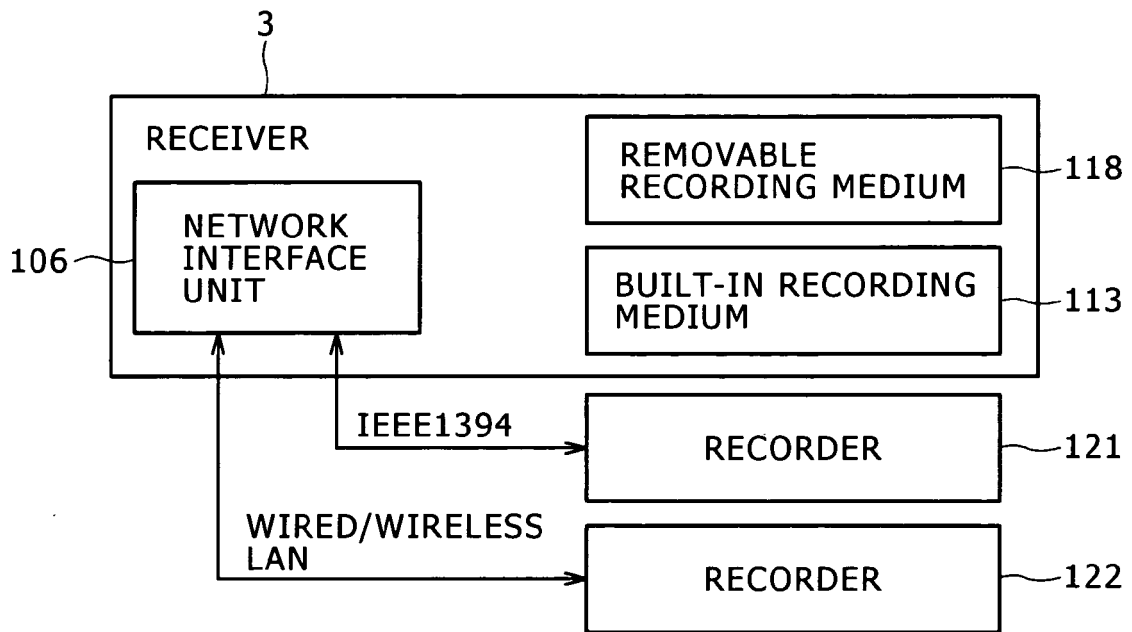 3
RECEIVER
REMOVABLE
RECORDING MEDIUM
118
NETWORK
INTERFACE
UNIT
106
BUILT-IN RECORDING
MEDIUM
113
IEEE1394
RECORDER
121
WIRED/WIRELESS
LAN
RECORDER
122